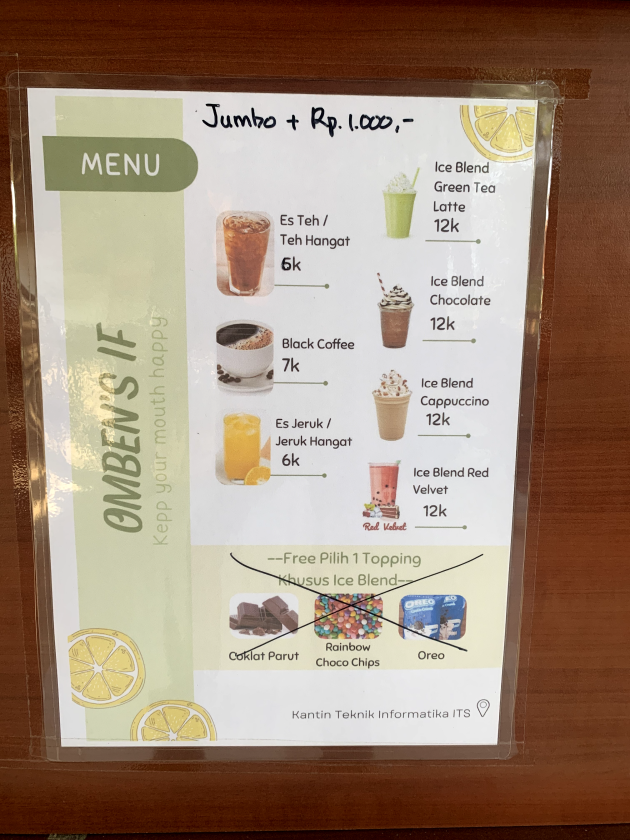 Jumbo + Rp. 1.000,-
MENU
OMBEN'S IF
Kepp your mouth happy
Es Teh /
Teh Hangat
6k
Black Coffee
7k
Es Jeruk /
Jeruk Hangat
6k
Ice Blend
Green Tea
Latte
12k
Ice Blend
Chocolate
12k
Ice Blend
Cappuccino
12k
Ice Blend Red
Velvet
12k
Red Velvet
--Free Pilih 1 Topping
Khusus Ice Blend--
Coklat Parut
Rainbow
Choco Chips
OREO
Oreo
Kantin Teknik Informatika ITS